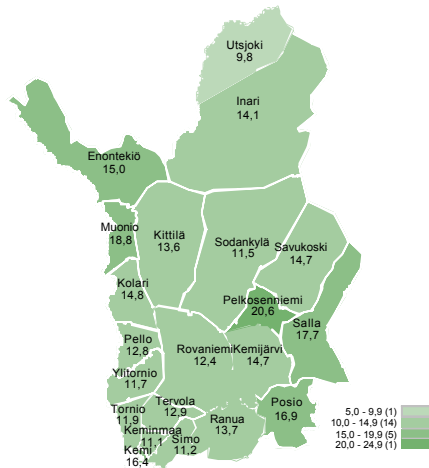 Utsjoki
9,8
Inari
14,1
Enontekiö
15,0
Muonio
18,8
Kittilä
13,6
Sodankylä
11,5
Savukoski
14,7
Kolari
14,8
Pelkosenniemi
20,6
Salla
17,7
Pello
12,8
Rovaniemi
12,4
Kemijärvi
14,7
Ylitornio
11,7
Tervola
12,9
Posio
16,9
Tornio
11,9
Ranua
13,7
Keminmaa
11,1
Simo
11,2
Kemi
16,4
5,0 - 9,9 (1)
10,0 - 14,9 (14)
15,0 - 19,9 (5)
20,0 - 24,9 (1)